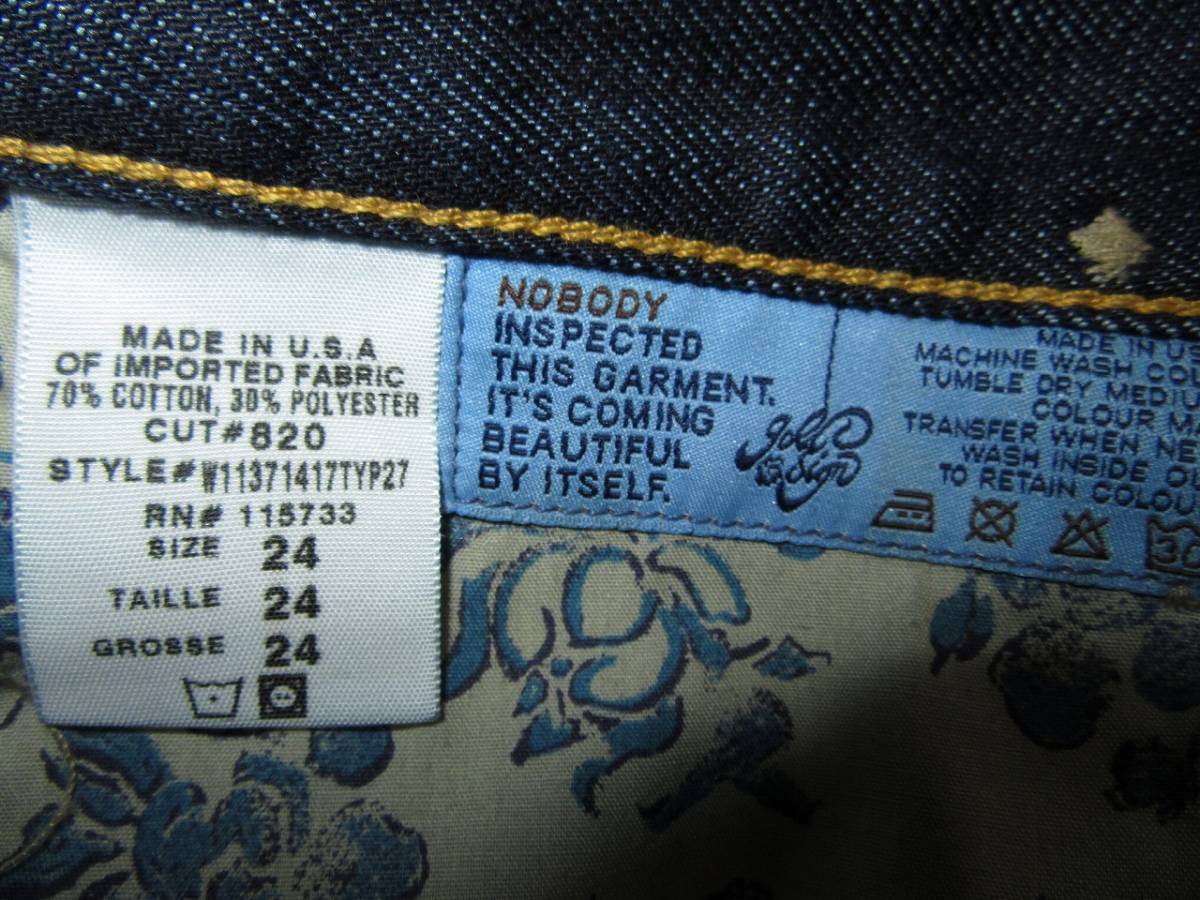 MADE IN U.S.A
OF IMPORTED FABRIC
70% COTTON, 30% POLYESTER
CUT# 820
STYLE# W11371417TYP27
RN# 115733
SIZE 24
TAILLE 24
GROSSE 24
NOBODY
INSPECTED
THIS GARMENT.
IT'S COMING
BEAUTIFUL
BY ITSELF.
gold
sign
MADE IN
MACHINE WASH
TUMBLE DRY
COLOUR
TRANSFER WHEN
WASH INSIDE
TO RETAIN